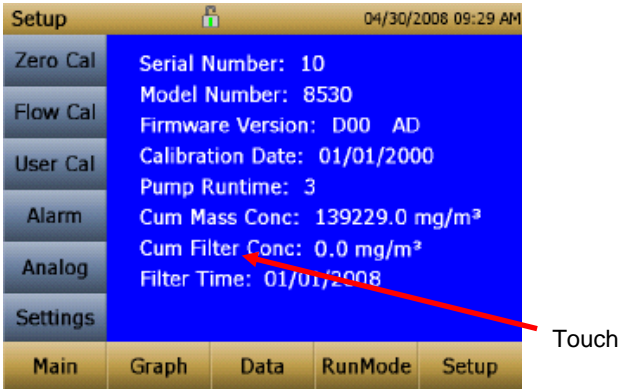 Setup 04/30/2008 09:29 AM
Zero Cal
Flow Cal
User Cal
Alarm
Analog
Settings
Serial Number: 10
Model Number: 8530
Firmware Version: D00 AD
Calibration Date: 01/01/2000
Pump Runtime: 3
Cum Mass Conc: 139229.0 mg/m³
Cum Filter Conc: 0.0 mg/m³
Filter Time: 01/01/2008
Touch
Main Graph Data RunMode Setup